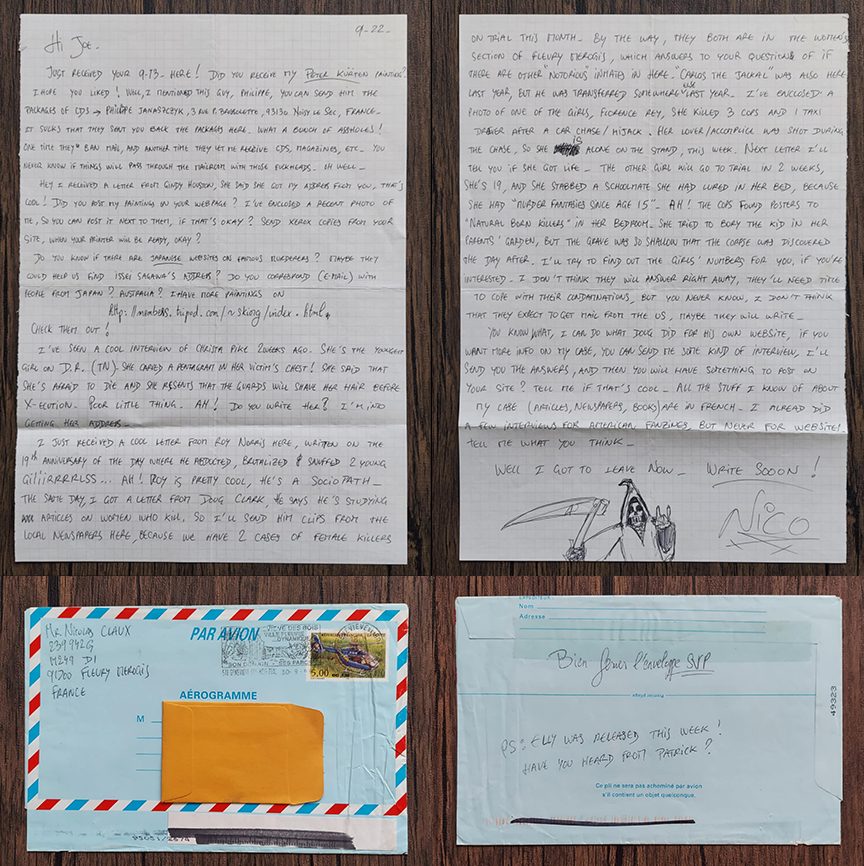 9-22-
Hi Joe-
Just received your 9-13- here! Did you receive my Peter Kürten painting?
I hope you liked! Well, I mentioned this guy, Philippe, you can send him the
packages of CDs → Philippe Janaszczyk, 3 rue P. Brossolette, 93130 Noisy le Sec, France-
It sucks that they sent you back the packages here. What a bunch of assholes!
One time they ban mail, and another time they let me receive CDs, magazines, etc- You
never know if things will pass through the mailroom with those fuckheads- Oh well-
Hey I received a letter from Cindy Houston, she said she got my address from you, that's
cool! Did you post my painting on your webpage? I've enclosed a recent photo of
me, so you can post it next to them, if that's okay? Send xerox copies from your
site, when your printer will be ready, okay?
Do you know if there are Japanese websites on famous murderers? Maybe they
could help us find Issei Sagawa's address? Do you correspond (e-mail) with
people from Japan? Australia? I have more paintings on
Check them out!
I've seen a cool interview of Christa Pike 2 weeks ago- She's the youngest
girl on D.R. (TN)- She carved a pentagram in her victim's chest! She said that
she's afraid to die and she resents that the guards will shave her hair before
X-ecution- Poor little thing- Ah! Do you write her? I'm into
getting her address-
I just received a cool letter from Roy Norris here, written on the
19th anniversary of the day where he abducted, brutalized & snuffed 2 young
giliiirrrrlss... Ah! Roy is pretty cool, he's a sociopath-
The same day, I got a letter from Doug Clark, he says he's studying
articles on women who kill, so I'll send him clips from the
local newspapers here, because we have 2 cases of female killers
on trial this month- By the way, they both are in the women's
section of Fleury Merogis, which answers to your questions of if
there are other notorious inmates in here- "Carlos the Jackal" was also here
last year, but he was transferred somewhere else last year- I've enclosed a
photo of one of the girls, Florence Rey, she killed 3 cops and 1 taxi
driver after a car chase/hijack. Her lover/accomplice was shot during
the chase, so she is alone on the stand, this week. Next letter I'll
tell you if she got life- The other girl will go to trial in 2 weeks,
she's 19, and she stabbed a schoolmate she had lured in her bed, because
she had "murder fantasies since age 15"- Ah! The cops found posters to
"Natural Born Killers" in her bedroom- She tried to bury the kid in her
parents' garden, but the grave was so shallow that the corpse was discovered
the day after- I'll try to find out the girls' numbers for you, if you're
interested- I don't think they will answer right away, they'll need time
to cope with their condamnations, but you never know, I don't think
that they expect to get mail from the US, maybe they will write-
You know what, I can do what Doug did for his own website, if you
want more info on my case, you can send me some kind of interview, I'll
send you the answers, and then you will have something to post on
your site? Tell me if that's cool- All the stuff I know of about
my case (articles, newspapers, books) are in French- I alread did
a few interviews for American fanzines, but never for website!
Tell me what you think-
Well I got to leave now- Write sooon!
Nico
Mr Nicolas Claux
239942G
M249 D1
91700 Fleury Merogis
France
PAR AVION
5,00
AÉROGRAMME
M
EXPÉDITEUR
Nom
Adresse
Bien fermer l'enveloppe SVP
PS: Elly was released this week!
Have you heard from Patrick?
Ce pli ne sera pas acheminé par avion
s'il contient un objet quelconque.
49323